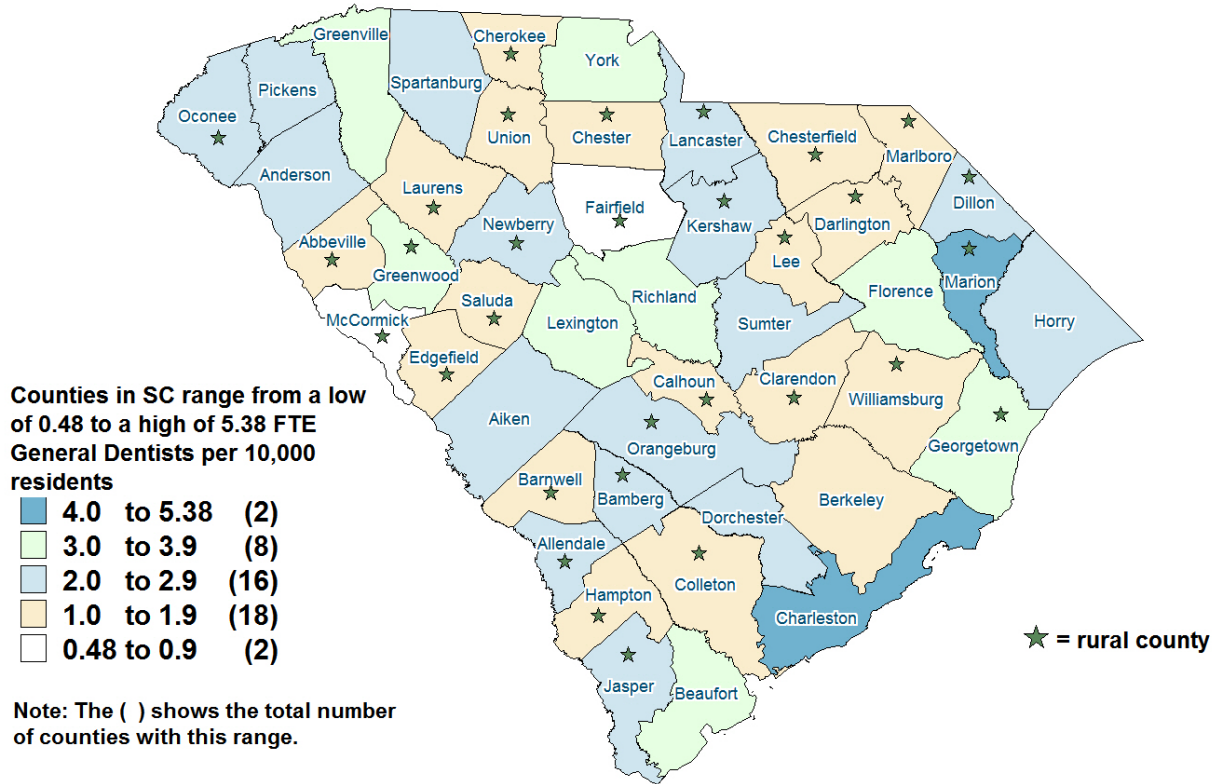 Greenville
Cherokee
York
Pickens
Spartanburg
Oconee
Union
Chester
Lancaster
Chesterfield
Marlboro
Anderson
Laurens
Fairfield
Newberry
Kershaw
Darlington
Dillon
Abbeville
Greenwood
Lee
Saluda
Richland
Florence
Marion
McCormick
Lexington
Sumter
Horry
Edgefield
Calhoun
Clarendon
Williamsburg
Aiken
Orangeburg
Georgetown
Barnwell
Bamberg
Berkeley
Dorchester
Allendale
Colleton
Hampton
Charleston
Jasper
Beaufort
Counties in SC range from a low
of 0.48 to a high of 5.38 FTE
General Dentists per 10,000
residents
4.0 to 5.38 (2)
3.0 to 3.9 (8)
2.0 to 2.9 (16)
1.0 to 1.9 (18)
0.48 to 0.9 (2)
Note: The ( ) shows the total number
of counties with this range.
= rural county